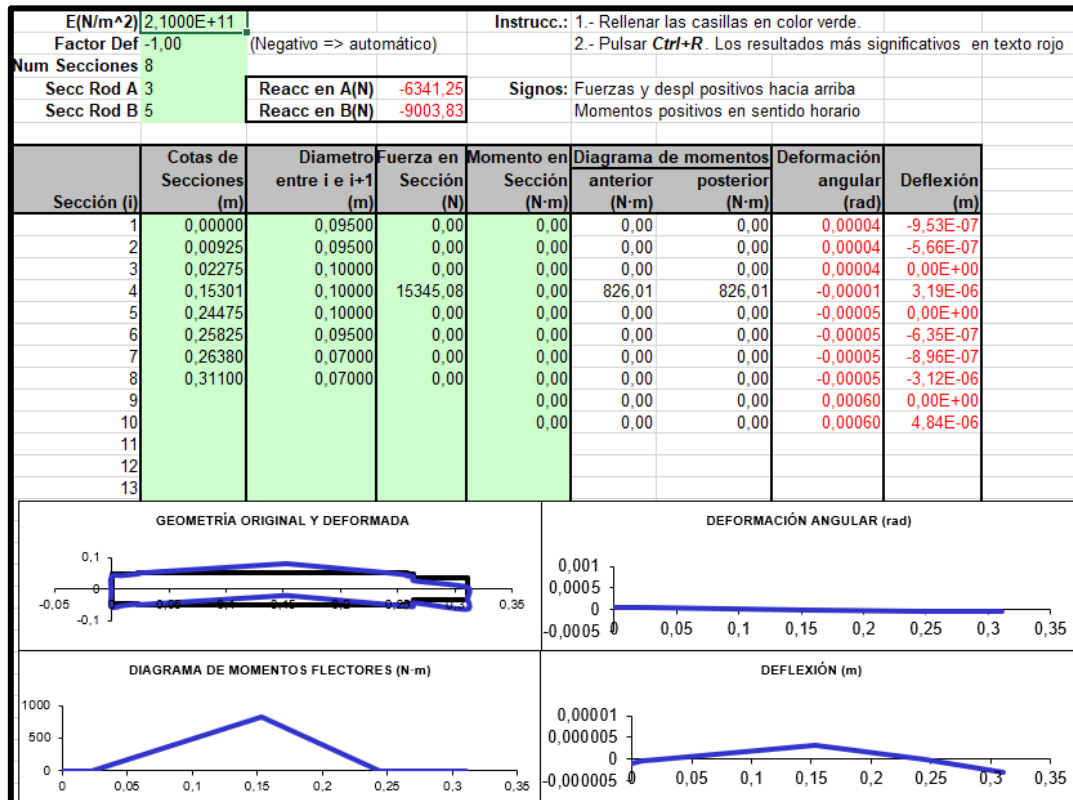 E(N/m^2) 2,1000E+11 Instrucc.: 1.- Rellenar las casillas en color verde.
Factor Def -1,00 (Negativo => automático) 2.- Pulsar Ctrl+R. Los resultados más significativos en texto rojo
Num Secciones 8
Secc Rod A 3 Reacc en A(N) -6341,25 Signos: Fuerzas y despl positivos hacia arriba
Secc Rod B 5 Reacc en B(N) -9003,83 Momentos positivos en sentido horario
Cotas de Diametro Fuerza en Momento en Diagrama de momentos Deformación
Secciones entre i e i+1 Sección Sección anterior posterior angular Deflexión
Sección (i) (m) (m) (N) (N·m) (N·m) (N·m) (rad) (m)
1 0,00000 0,09500 0,00 0,00 0,00 0,00 0,00004 -9,53E-07
2 0,00925 0,09500 0,00 0,00 0,00 0,00 0,00004 -5,66E-07
3 0,02275 0,10000 0,00 0,00 0,00 0,00 0,00004 0,00E+00
4 0,15301 0,10000 15345,08 0,00 826,01 826,01 -0,00001 3,19E-06
5 0,24475 0,10000 0,00 0,00 0,00 0,00 -0,00005 0,00E+00
6 0,25825 0,09500 0,00 0,00 0,00 0,00 -0,00005 -6,35E-07
7 0,26380 0,07000 0,00 0,00 0,00 0,00 -0,00005 -8,96E-07
8 0,31100 0,07000 0,00 0,00 0,00 0,00 -0,00005 -3,12E-06
9 0,00 0,00 0,00 0,00060 0,00E+00
10 0,00 0,00 0,00 0,00060 4,84E-06
11
12
13
GEOMETRÍA ORIGINAL Y DEFORMADA
0,1
0
-0,1
-0,05 0,05 0,1 0,15 0,2 0,25 0,3 0,35
DEFORMACIÓN ANGULAR (rad)
0,001
0,0005
0
-0,0005
0 0,05 0,1 0,15 0,2 0,25 0,3 0,35
DIAGRAMA DE MOMENTOS FLECTORES (N·m)
1000
500
0
0 0,05 0,1 0,15 0,2 0,25 0,3 0,35
DEFLEXIÓN (m)
0,00001
0,000005
0
-0,000005
0 0,05 0,1 0,15 0,2 0,25 0,3 0,35